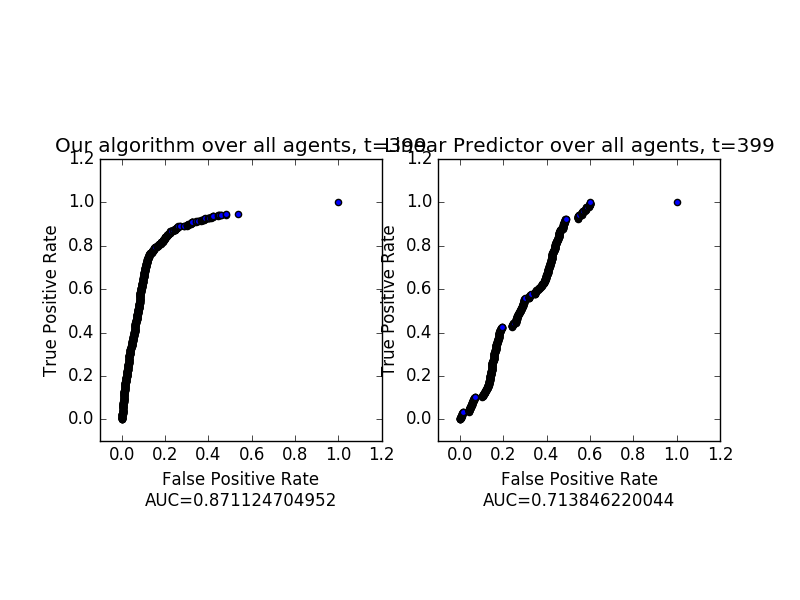 Our algorithm over all agents, t=399
1.2
1.0
0.8
0.6
0.4
0.2
0.0
True Positive Rate
0.0 0.2 0.4 0.6 0.8 1.0 1.2
False Positive Rate
AUC=0.871124704952
Linear Predictor over all agents, t=399
1.2
1.0
0.8
0.6
0.4
0.2
0.0
True Positive Rate
0.0 0.2 0.4 0.6 0.8 1.0 1.2
False Positive Rate
AUC=0.713846220044